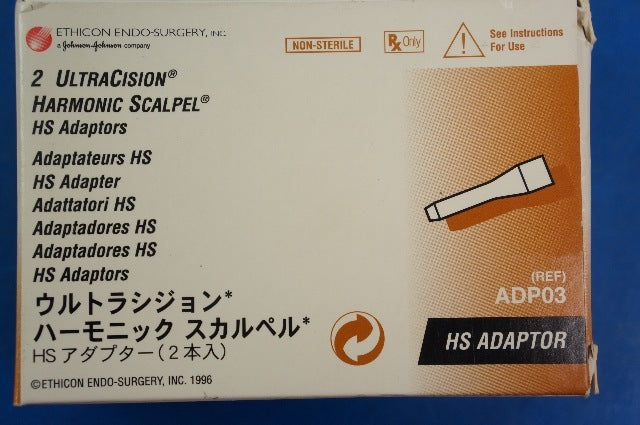 ETHICON ENDO-SURGERY, INC.
a Johnson-Johnson company
NON-STERILE
Rx Only
! See Instructions
For Use
2 ULTRACISION®
HARMONIC SCALPEL®
HS Adaptors
Adaptateurs HS
HS Adapter
Adattatori HS
Adaptadores HS
Adaptadores HS
HS Adaptors
ウルトラシジョン*
ハーモニック スカルペル*
HS アダプター(2本入)
©ETHICON ENDO-SURGERY, INC. 1996
(REF)
ADP03
HS ADAPTOR